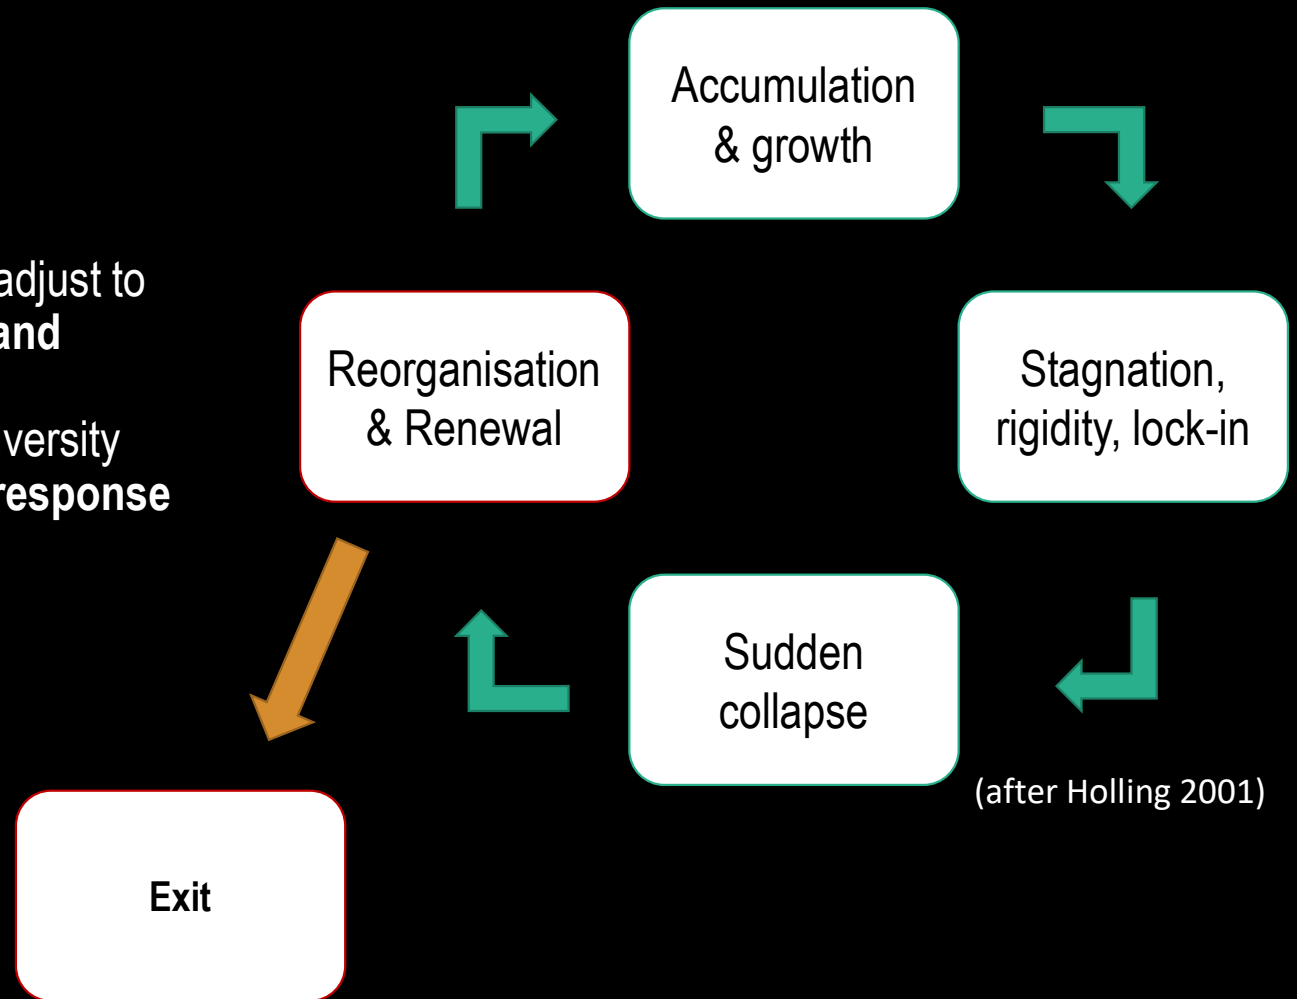 Accumulation
& growth
adjust to
and
versity
response
Reorganisation
& Renewal
Stagnation,
rigidity, lock-in
Sudden
collapse
(after Holling 2001)
Exit